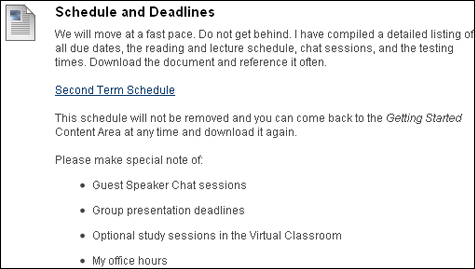 Schedule and Deadlines
We will move at a fast pace. Do not get behind. I have compiled a detailed listing of
all due dates, the reading and lecture schedule, chat sessions, and the testing
times. Download the document and reference it often.
Second Term Schedule
This schedule will not be removed and you can come back to the Getting Started
Content Area at any time and download it again.
Please make special note of:
• Guest Speaker Chat sessions
• Group presentation deadlines
• Optional study sessions in the Virtual Classroom
• My office hours